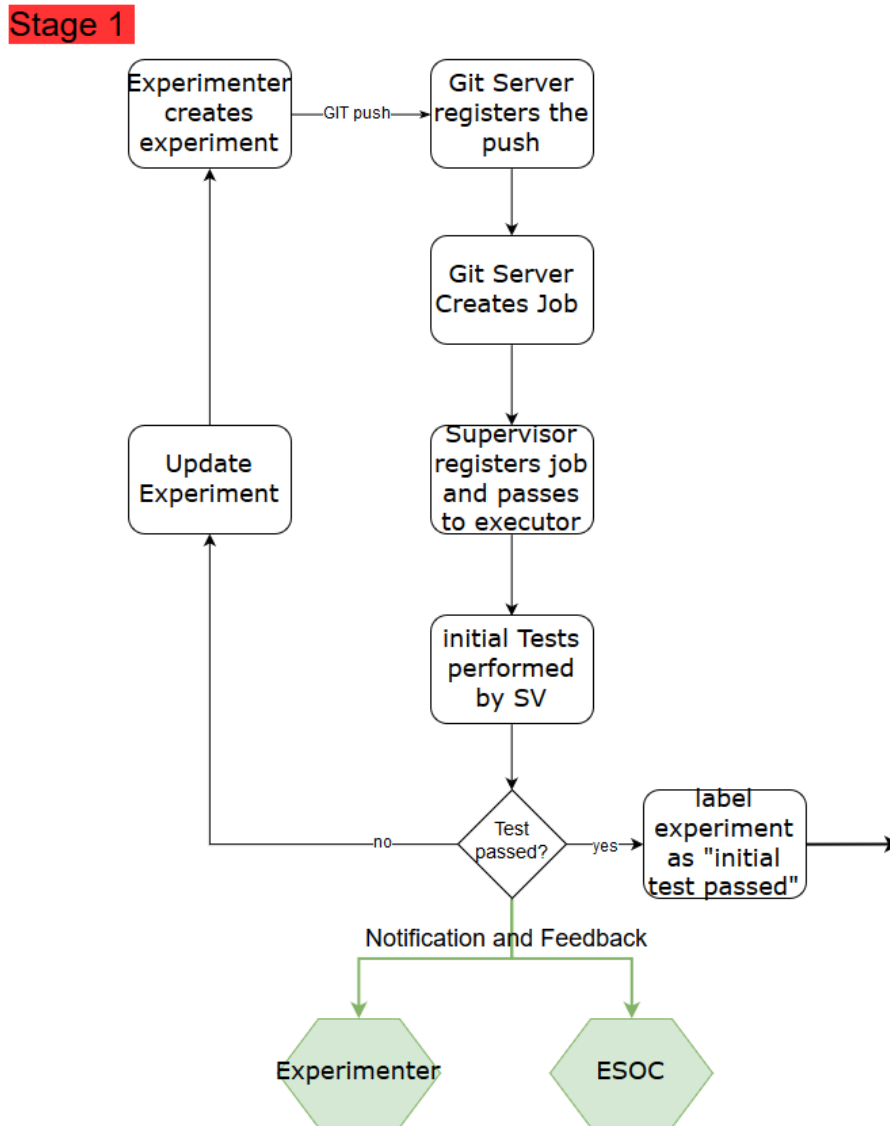 Stage 1
Experimenter
creates
experiment
GIT push
Git Server
registers the
push
Git Server
Creates Job
Supervisor
registers job
and passes
to executor
Update
Experiment
initial Tests
performed
by SV
Test
passed?
no
yes
label
experiment
as "initial
test passed"
Notification and Feedback
Experimenter
ESOC